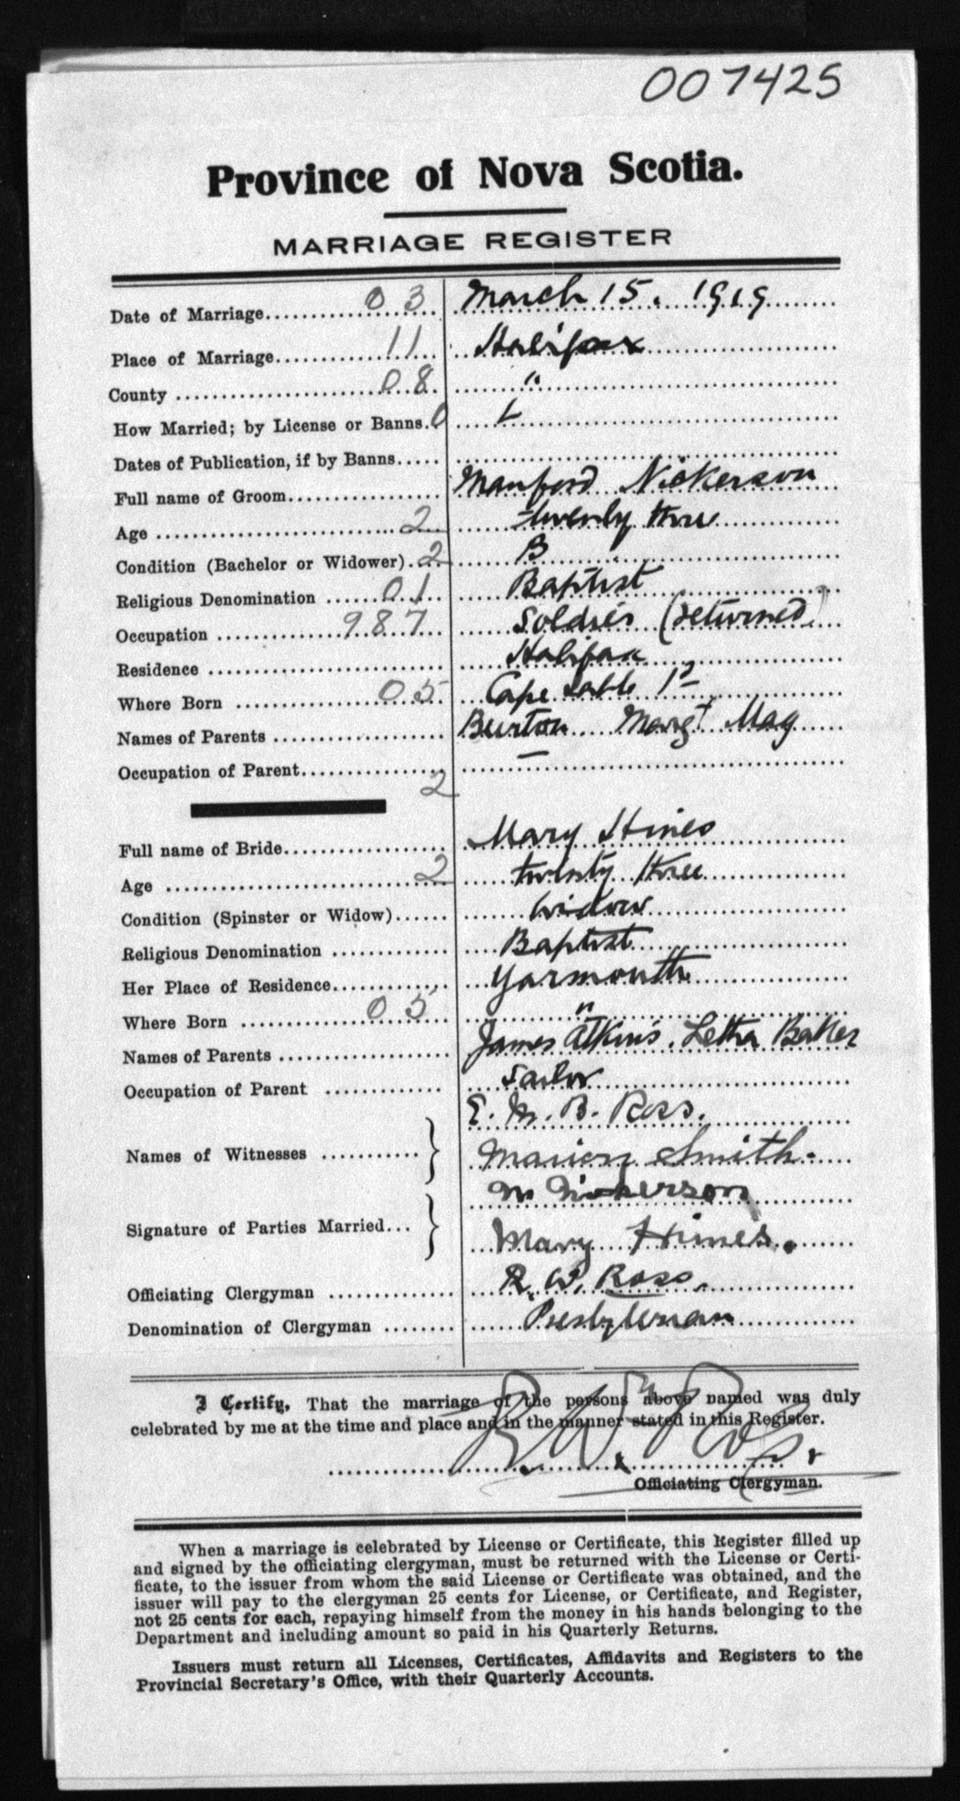 007425
Province of Nova Scotia.
MARRIAGE REGISTER
Date of Marriage 03 March 15. 1919
Place of Marriage 11 Halifax
County 08 "
How Married; by License or Banns. 0 L
Dates of Publication, if by Banns
Full name of Groom Manford Nickerson
Age 2 twenty three
Condition (Bachelor or Widower) 2 B
Religious Denomination 01 Baptist
Occupation 987 Soldier (returned)
Residence Halifax
Where Born 05 Cape Sable Id
Names of Parents Burton Margt May
Occupation of Parent —
2
Full name of Bride Mary Hines
Age 2 twenty three
Condition (Spinster or Widow) Widow
Religious Denomination Baptist
Her Place of Residence Yarmouth
Where Born 05 "
Names of Parents James Atkins. Letha Baker
Occupation of Parent Sailor
E. M. B. Ross.
Names of Witnesses } Marion Smith.
M Nickerson
Signature of Parties Married } Mary Himes.
Officiating Clergyman R. W. Ross.
Denomination of Clergyman Presbyterian
I Certify, That the marriage of the persons above named was duly
celebrated by me at the time and place and in the manner stated in this Register.
R. W. Ross.
Officiating Clergyman.
When a marriage is celebrated by License or Certificate, this Register filled up
and signed by the officiating clergyman, must be returned with the License or Certi-
ficate, to the issuer from whom the said License or Certificate was obtained, and the
issuer will pay to the clergyman 25 cents for License, or Certificate, and Register,
not 25 cents for each, repaying himself from the money in his hands belonging to the
Department and including amount so paid in his Quarterly Returns.
Issuers must return all Licenses, Certificates, Affidavits and Registers to the
Provincial Secretary's Office, with their Quarterly Accounts.